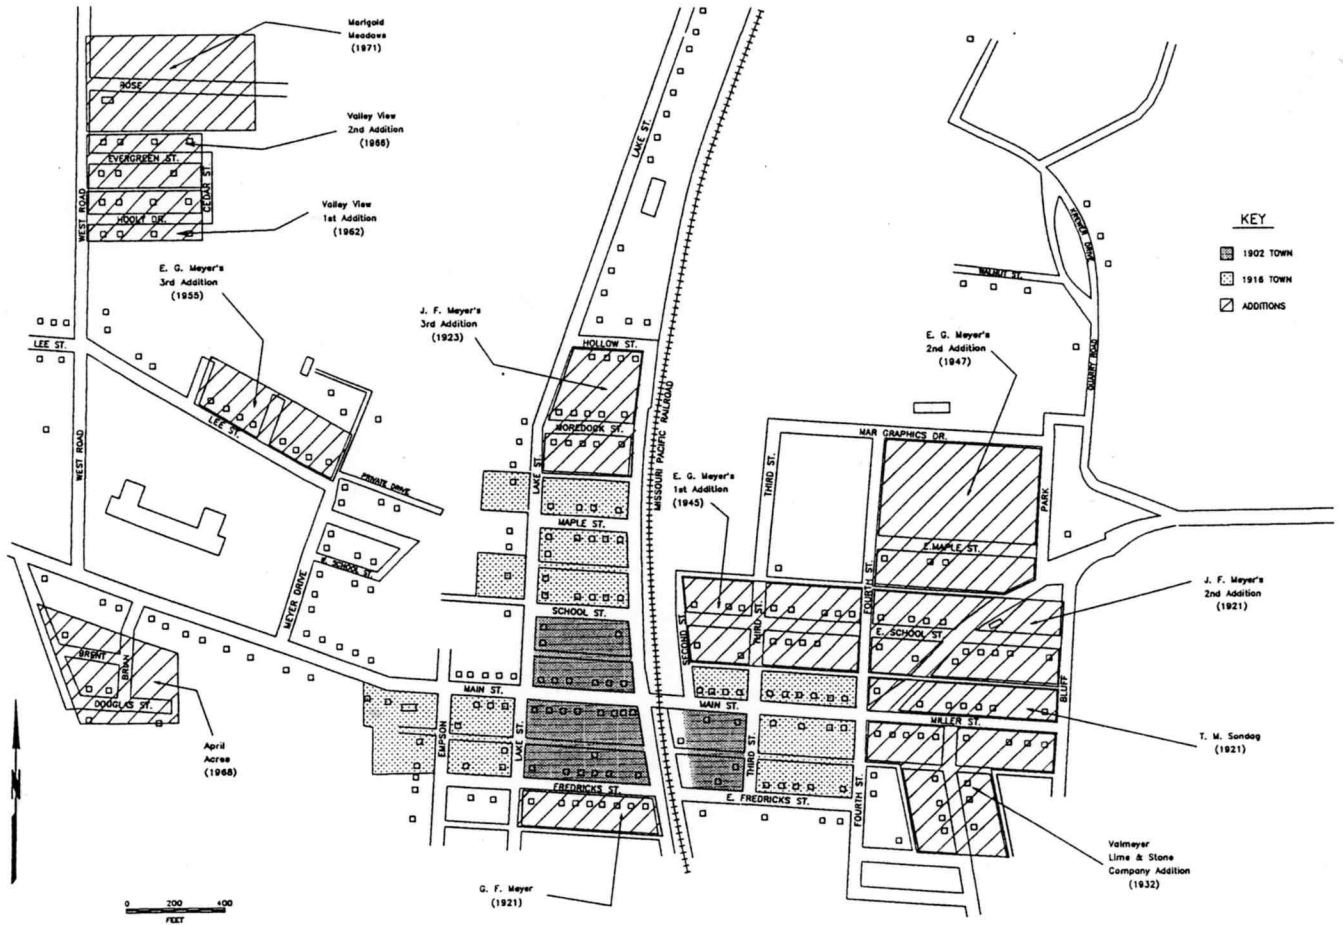 Marigold
Meadows
(1971)
ROSE
Valley View
2nd Addition
(1966)
EVERGREEN ST.
CEDAR ST.
WEST ROAD
HOOLT DR.
Valley View
1st Addition
(1962)
E. G. Meyer's
3rd Addition
(1955)
LEE ST.
LEE ST.
WEST ROAD
PRIVATE DRIVE
E. SCHOOL ST.
MEYER DRIVE
BRENT
BRIAN
DOUGLAS ST.
April
Acres
(1968)
N
0 200 400
FEET
LAKE ST.
J. F. Meyer's
3rd Addition
(1923)
HOLLOW ST.
MOREDOCK ST.
LAKE ST.
MISSOURI PACIFIC RAILROAD
MAPLE ST.
SCHOOL ST.
MAIN ST.
EMPSON
LAKE ST.
FREDRICKS ST.
G. F. Meyer
(1921)
E. G. Meyer's
1st Addition
(1945)
SECOND ST.
THIRD ST.
THIRD ST.
MAIN ST.
THIRD ST.
E. FREDRICKS ST.
FOURTH ST.
FOURTH ST.
KREMER DRIVE
WALNUT ST.
QUARRY ROAD
E. G. Meyer's
2nd Addition
(1947)
MAR GRAPHICS DR.
PARK
E.MAPLE ST.
E. SCHOOL ST.
J. F. Meyer's
2nd Addition
(1921)
BLUFF
MILLER ST.
T. M. Sondag
(1921)
Valmeyer
Lime & Stone
Company Addition
(1932)
KEY
1902 TOWN
1916 TOWN
ADDITIONS